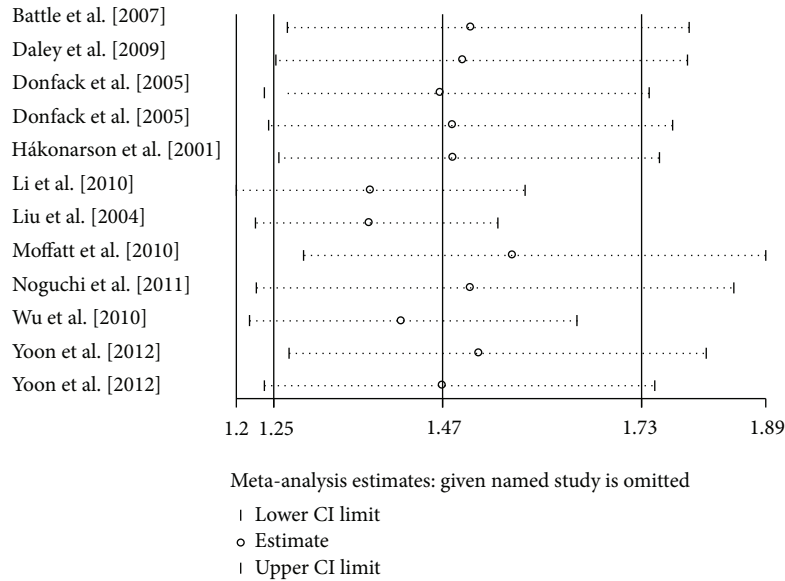 Battle et al. [2007]
Daley et al. [2009]
Donfack et al. [2005]
Donfack et al. [2005]
Hákonarson et al. [2001]
Li et al. [2010]
Liu et al. [2004]
Moffatt et al. [2010]
Noguchi et al. [2011]
Wu et al. [2010]
Yoon et al. [2012]
Yoon et al. [2012]
1.2 1.25 1.47 1.73 1.89
Meta-analysis estimates: given named study is omitted
Lower CI limit
Estimate
Upper CI limit